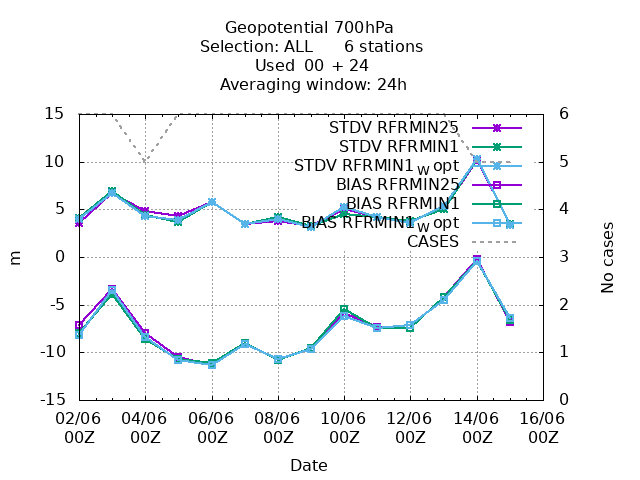 Geopotential 700hPa
Selection: ALL      6 stations
Used  00 + 24
Averaging window: 24h
15
10
5
0
-5
-10
-15
m
6
5
4
3
2
1
0
No cases
STDV RFRMIN25
STDV RFRMIN1
STDV RFRMIN1_W opt
BIAS RFRMIN25
BIAS RFRMIN1
BIAS RFRMIN1_W opt
CASES
02/06 04/06 06/06 08/06 10/06 12/06 14/06 16/06
00Z 00Z 00Z 00Z 00Z 00Z 00Z 00Z
Date